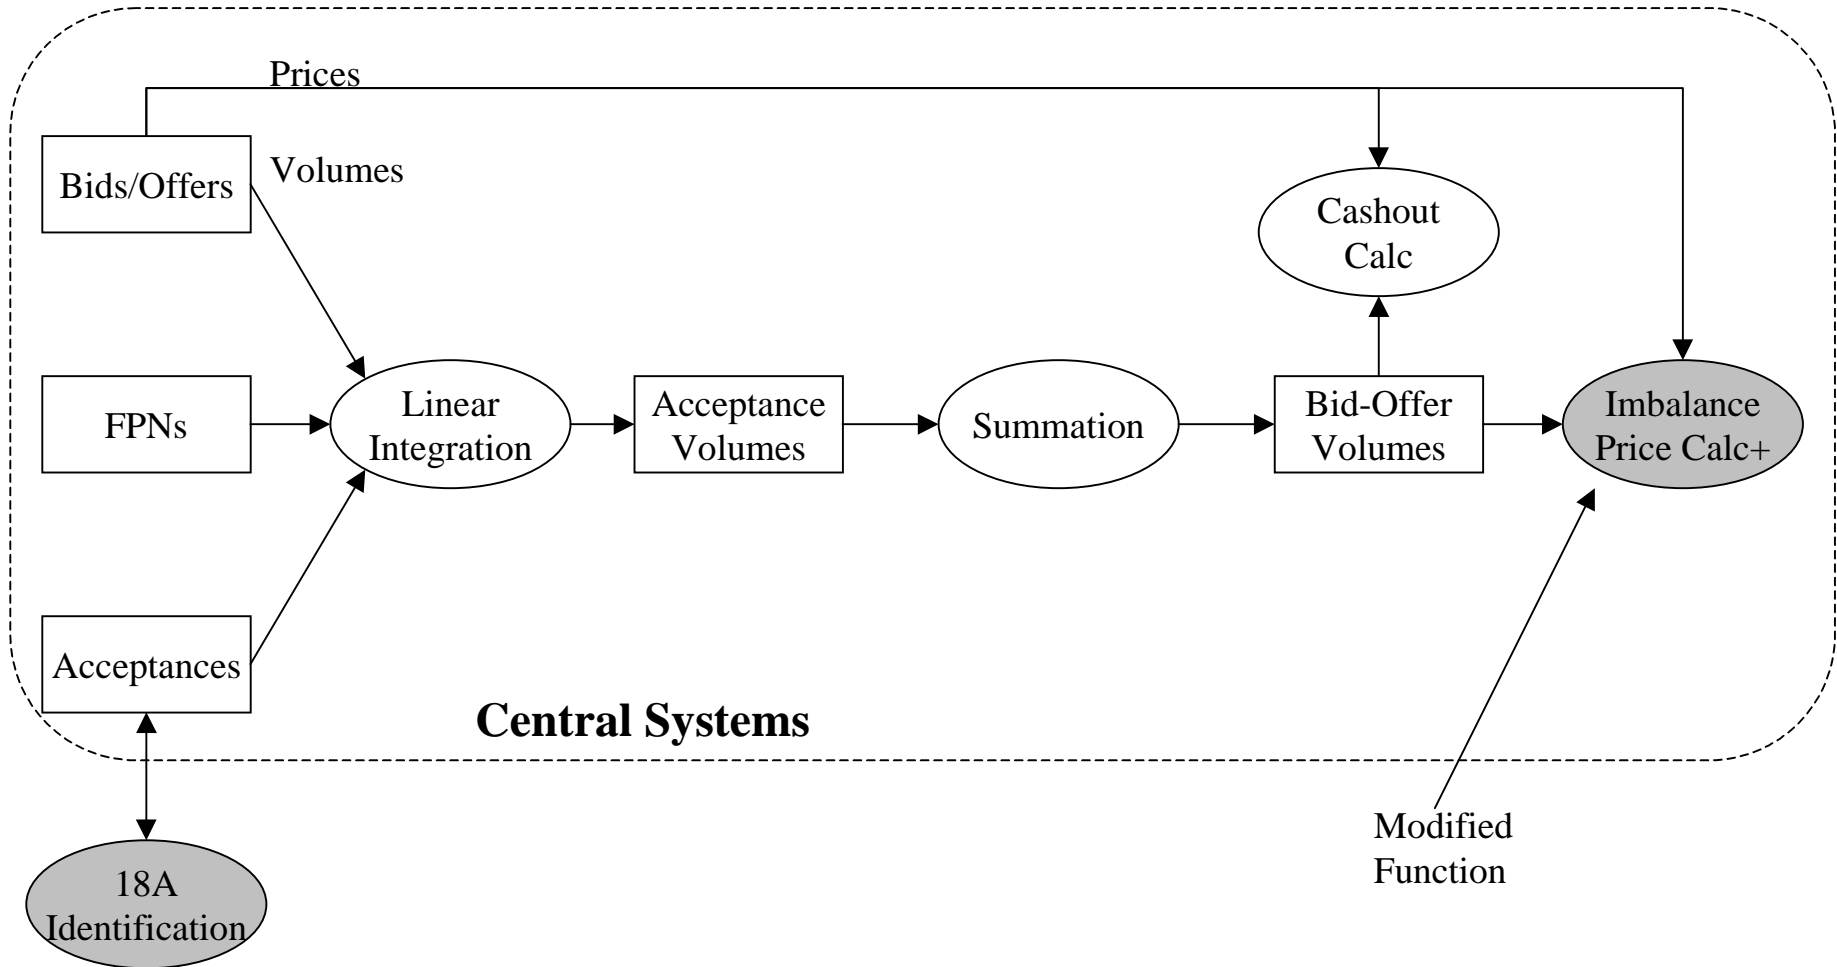 Prices
Bids/Offers
Volumes
Cashout
Calc
FPNs
Linear
Integration
Acceptance
Volumes
Summation
Bid-Offer
Volumes
Imbalance
Price Calc+
Acceptances
Central Systems
Modified
Function
18A
Identification